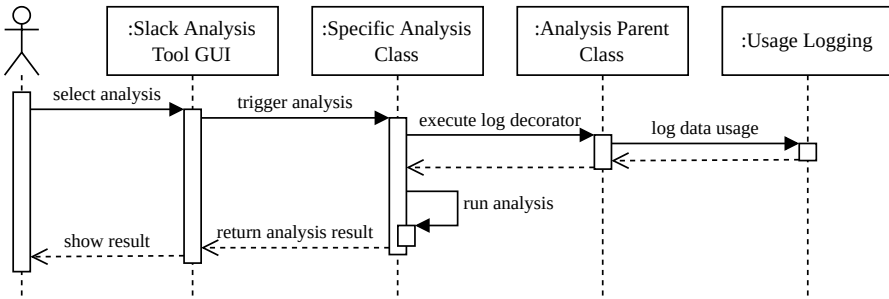 :Slack Analysis
Tool GUI
:Specific Analysis
Class
:Analysis Parent
Class
:Usage Logging
select analysis
trigger analysis
execute log decorator
log data usage
run analysis
return analysis result
show result